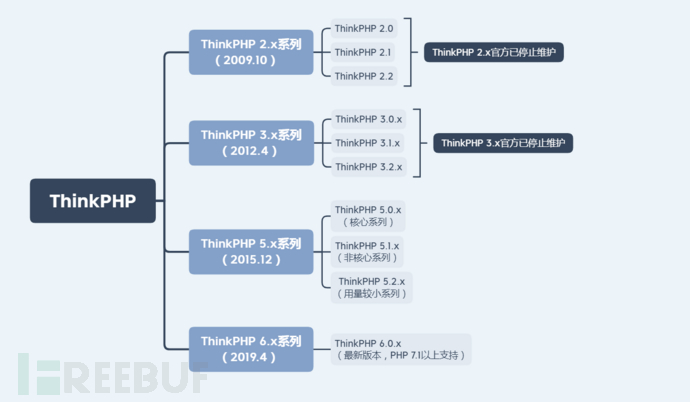 ThinkPHP
ThinkPHP 2.x系列
（2009.10）
ThinkPHP 2.0
ThinkPHP 2.1
ThinkPHP 2.2
ThinkPHP 2.x官方已停止维护
ThinkPHP 3.x系列
（2012.4）
ThinkPHP 3.0.x
ThinkPHP 3.1.x
ThinkPHP 3.2.x
ThinkPHP 3.x官方已停止维护
ThinkPHP 5.x系列
（2015.12）
ThinkPHP 5.0.x
（核心系列）
ThinkPHP 5.1.x
（非核心系列）
ThinkPHP 5.2.x
（用量较小系列）
ThinkPHP 6.x系列
（2019.4）
ThinkPHP 6.0.x
（最新版本，PHP 7.1以上支持）
FREEBUF